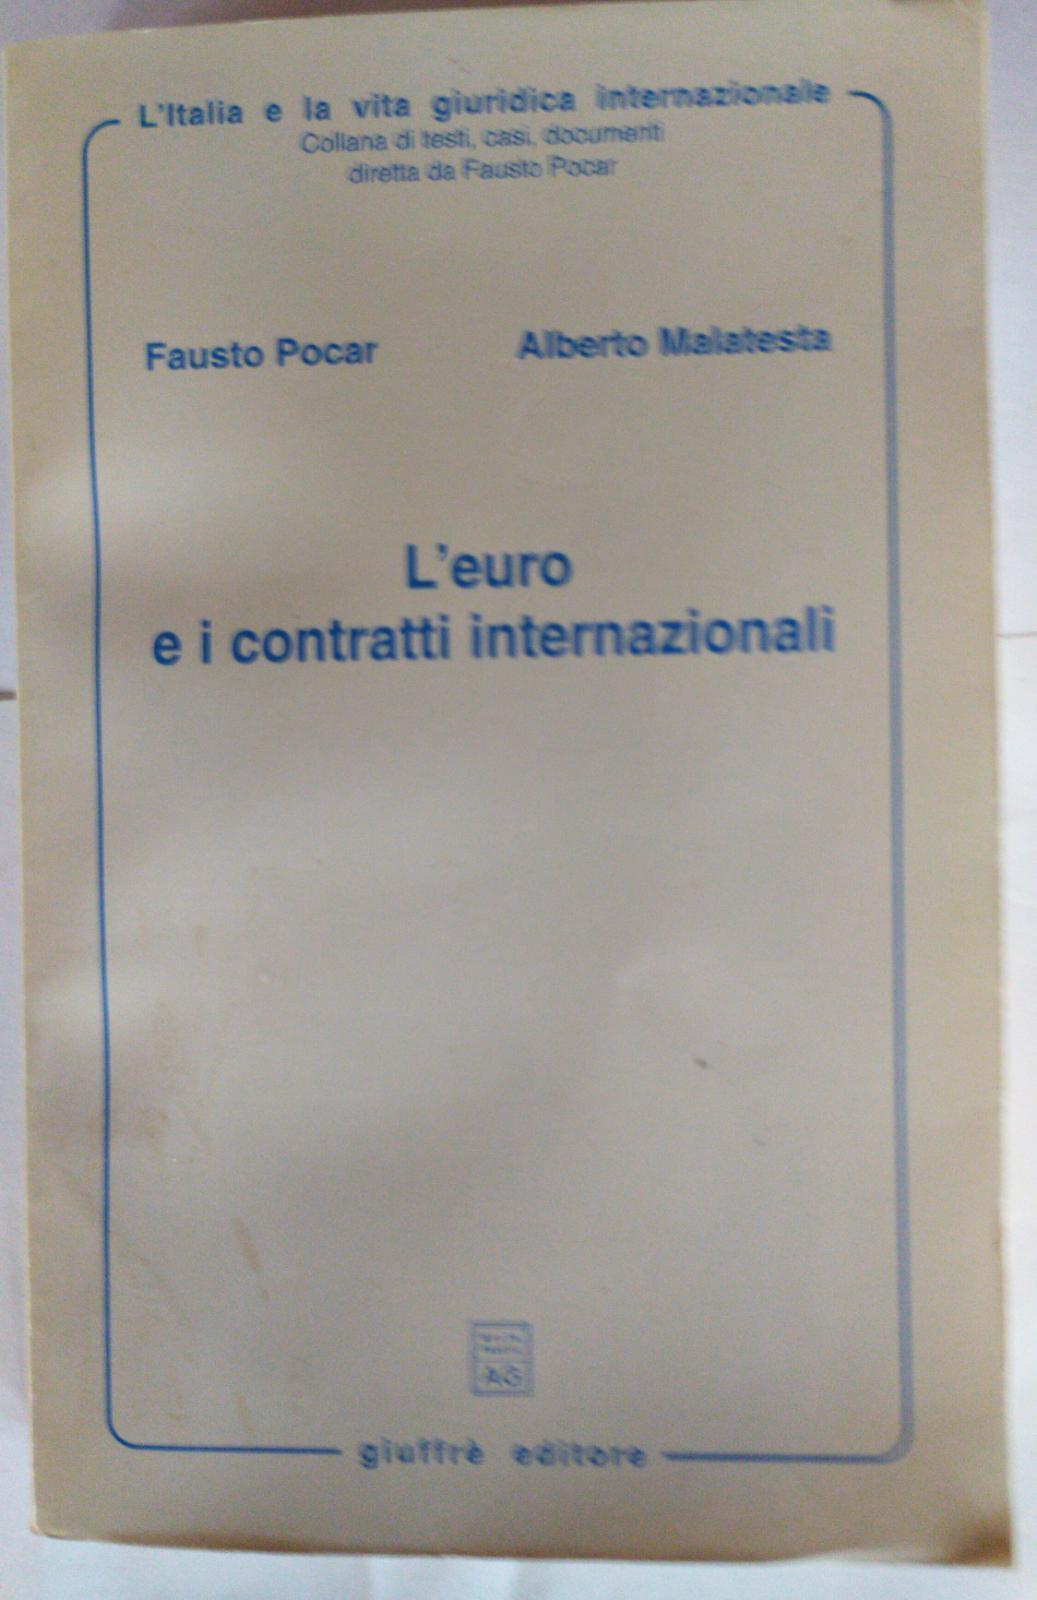 L'Italia e la vita giuridica internazionale
Collana di testi, casi, documenti
diretta da Fausto Pocar
Fausto Pocar Alberto Malatesta
L'euro
e i contratti internazionali
AG
giuffrè editore